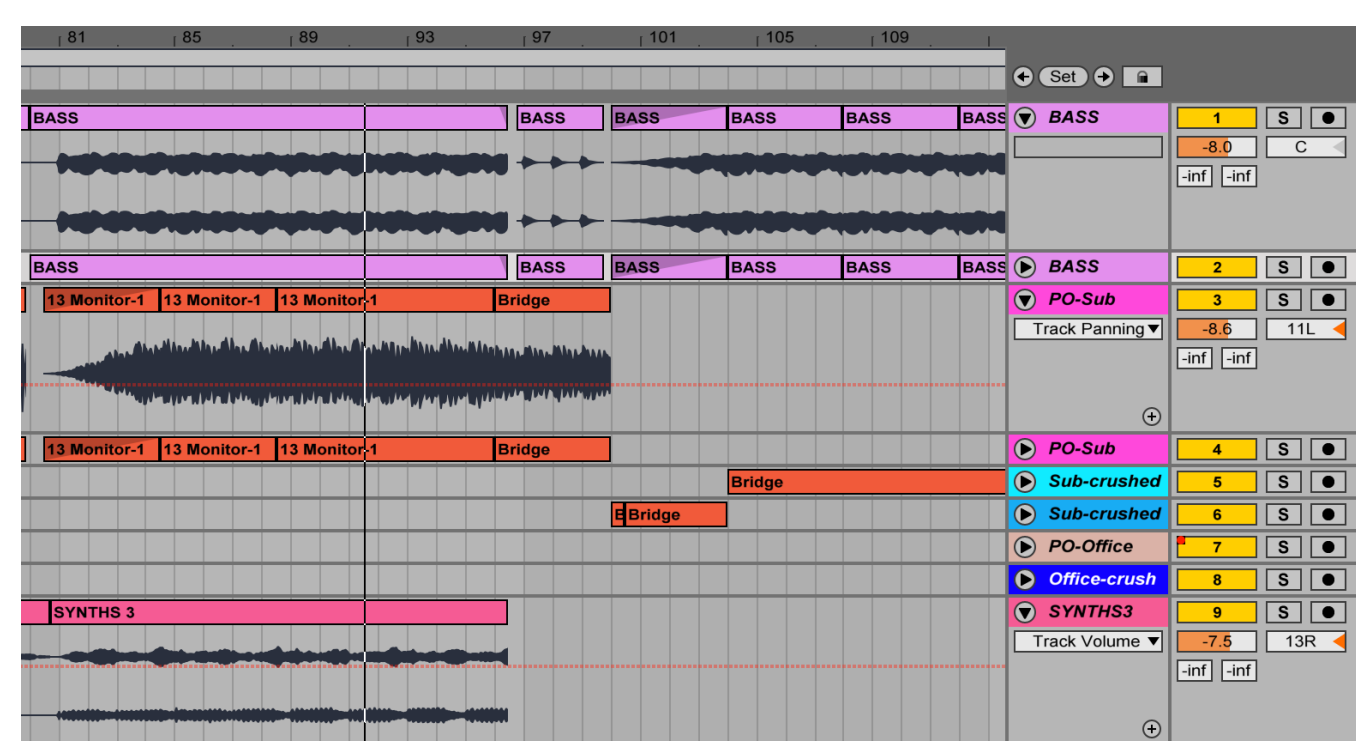 81 85 89 93 97 101 105 109
Set
BASS BASS BASS BASS BASS BASS BASS 1 S
-8.0 C
-inf -inf
BASS BASS BASS BASS BASS BASS BASS 2 S
13 Monitor-1 13 Monitor-1 13 Monitor-1 Bridge PO-Sub 3 S
Track Panning -8.6 11L
-inf -inf
13 Monitor-1 13 Monitor-1 13 Monitor-1 Bridge PO-Sub 4 S
Bridge Sub-crushed 5 S
B Bridge Sub-crushed 6 S
PO-Office 7 S
Office-crush 8 S
SYNTHS 3 SYNTHS3 9 S
Track Volume -7.5 13R
-inf -inf